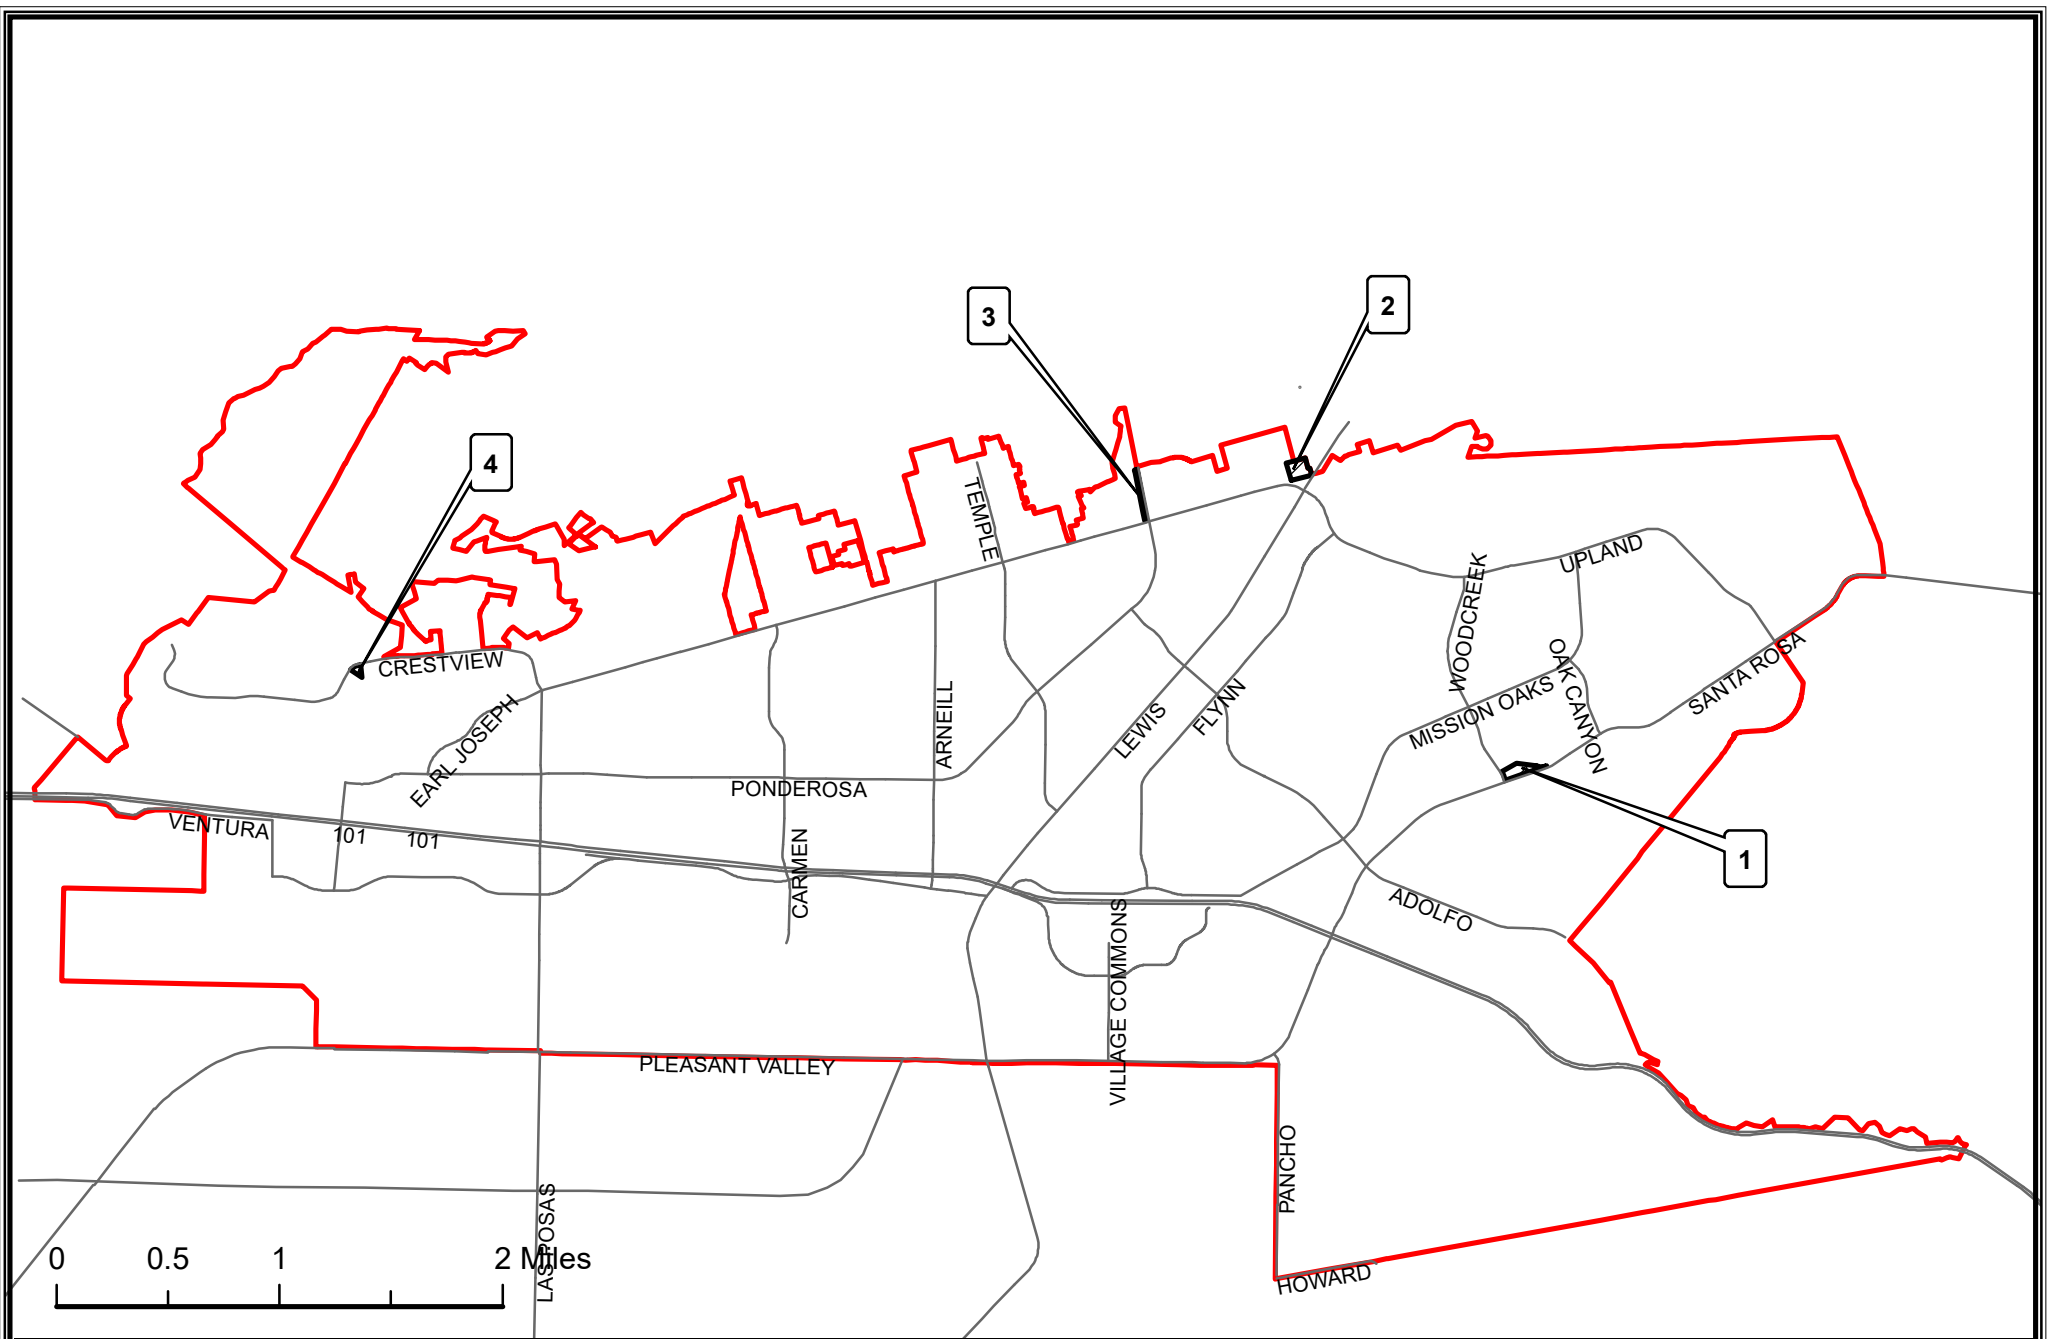 2
3
4
TEMPLE
UPLAND
WOODCREEK
CRESTVIEW
OAK CANYON
SANTA ROSA
MISSION OAKS
EARL JOSEPH
ARNEILL
LEWIS
FLYNN
PONDEROSA
VENTURA
101
101
CARMEN
1
ADOLFO
VILLAGE COMMONS
PLEASANT VALLEY
PANCHO
LAS POSAS
HOWARD
0 0.5 1 2 Miles